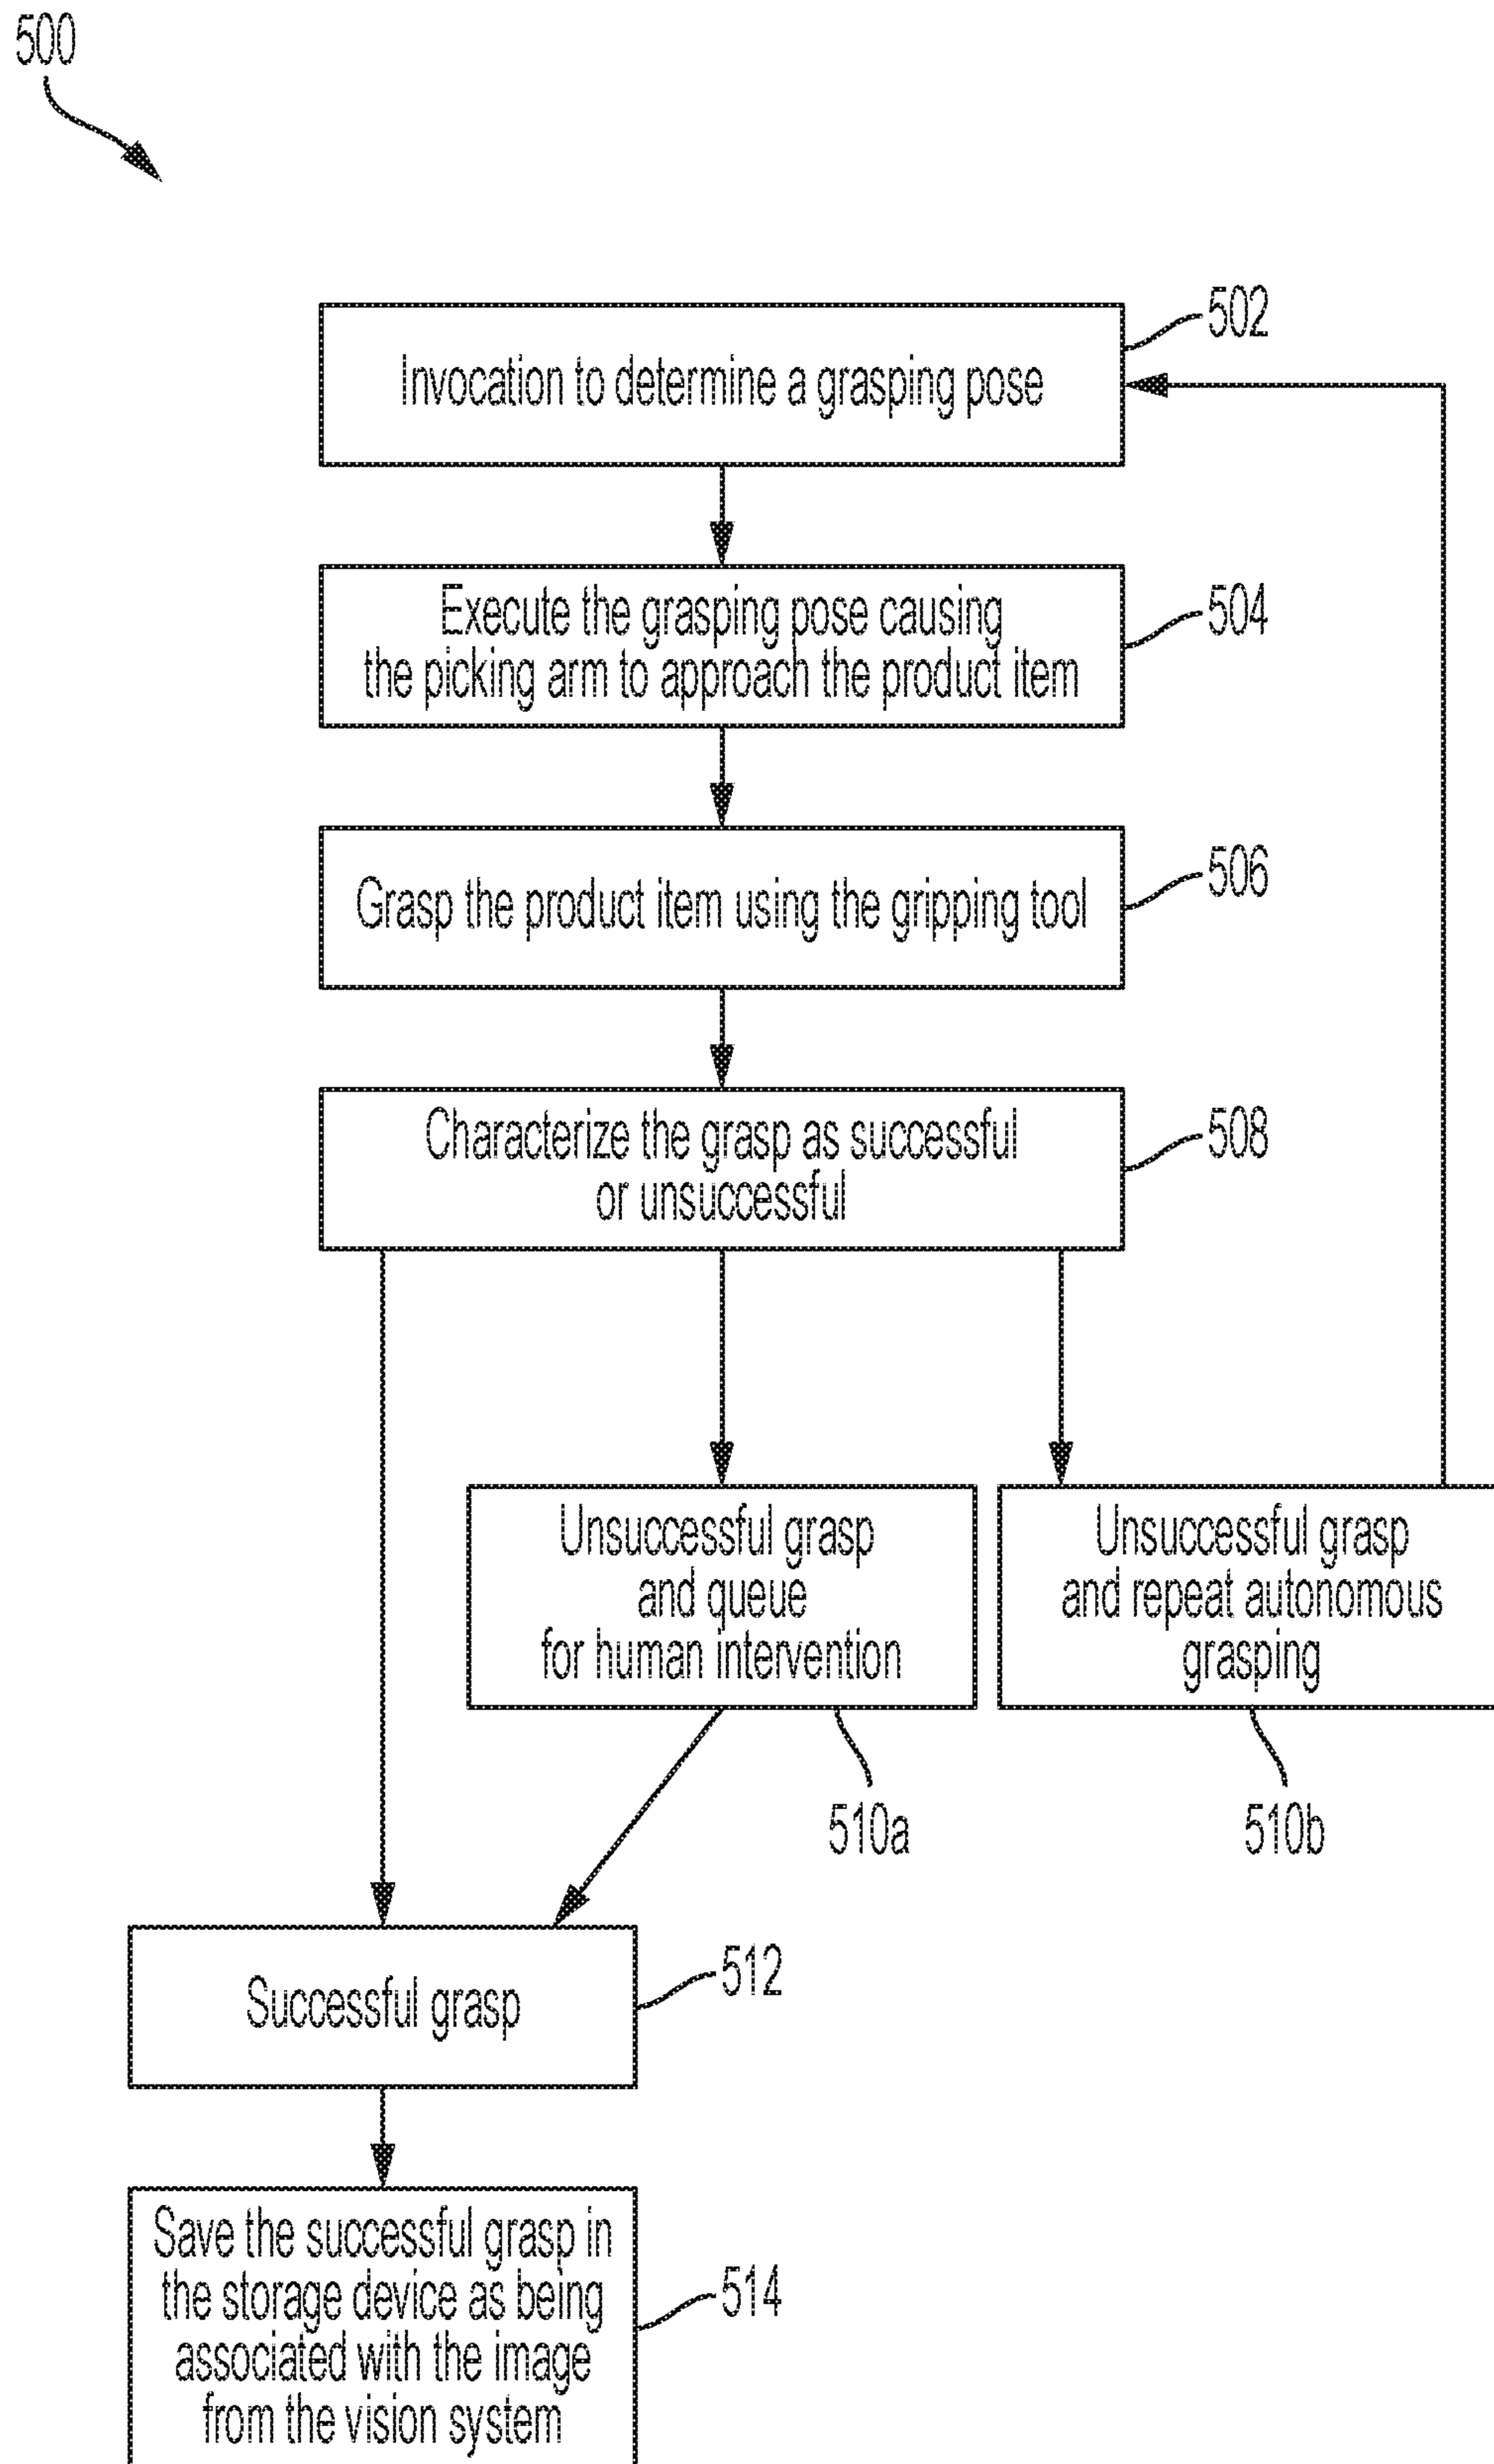 500
502
Invocation to determine a grasping pose
Execute the grasping pose causing
the picking arm to approach the product item
504
Grasp the product item using the gripping tool
506
Characterize the grasp as successful
or unsuccessful
508
Unsuccessful grasp
and queue
for human intervention
510a
Unsuccessful grasp
and repeat autonomous
grasping
510b
Successful grasp
512
Save the successful grasp in
the storage device as being
associated with the image
from the vision system
514